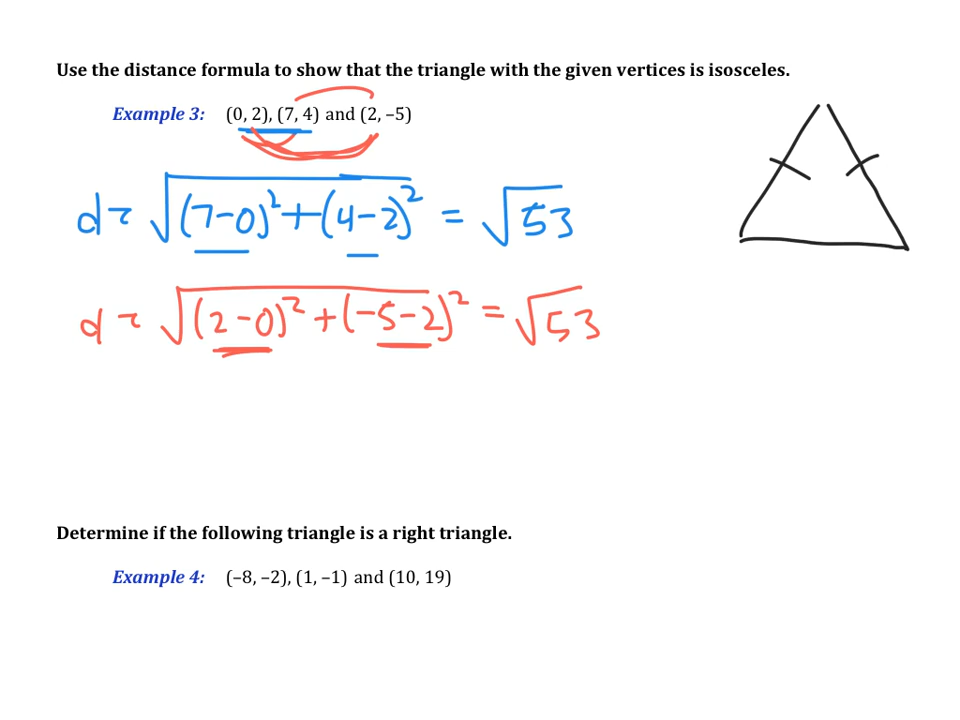 Use the distance formula to show that the triangle with the given vertices is isosceles.
Example 3: (0, 2), (7, 4) and (2, –5)
d = √(7-0)² + (4-2)² = √53
d = √(2-0)² + (-5-2)² = √53
Determine if the following triangle is a right triangle.
Example 4: (–8, –2), (1, –1) and (10, 19)